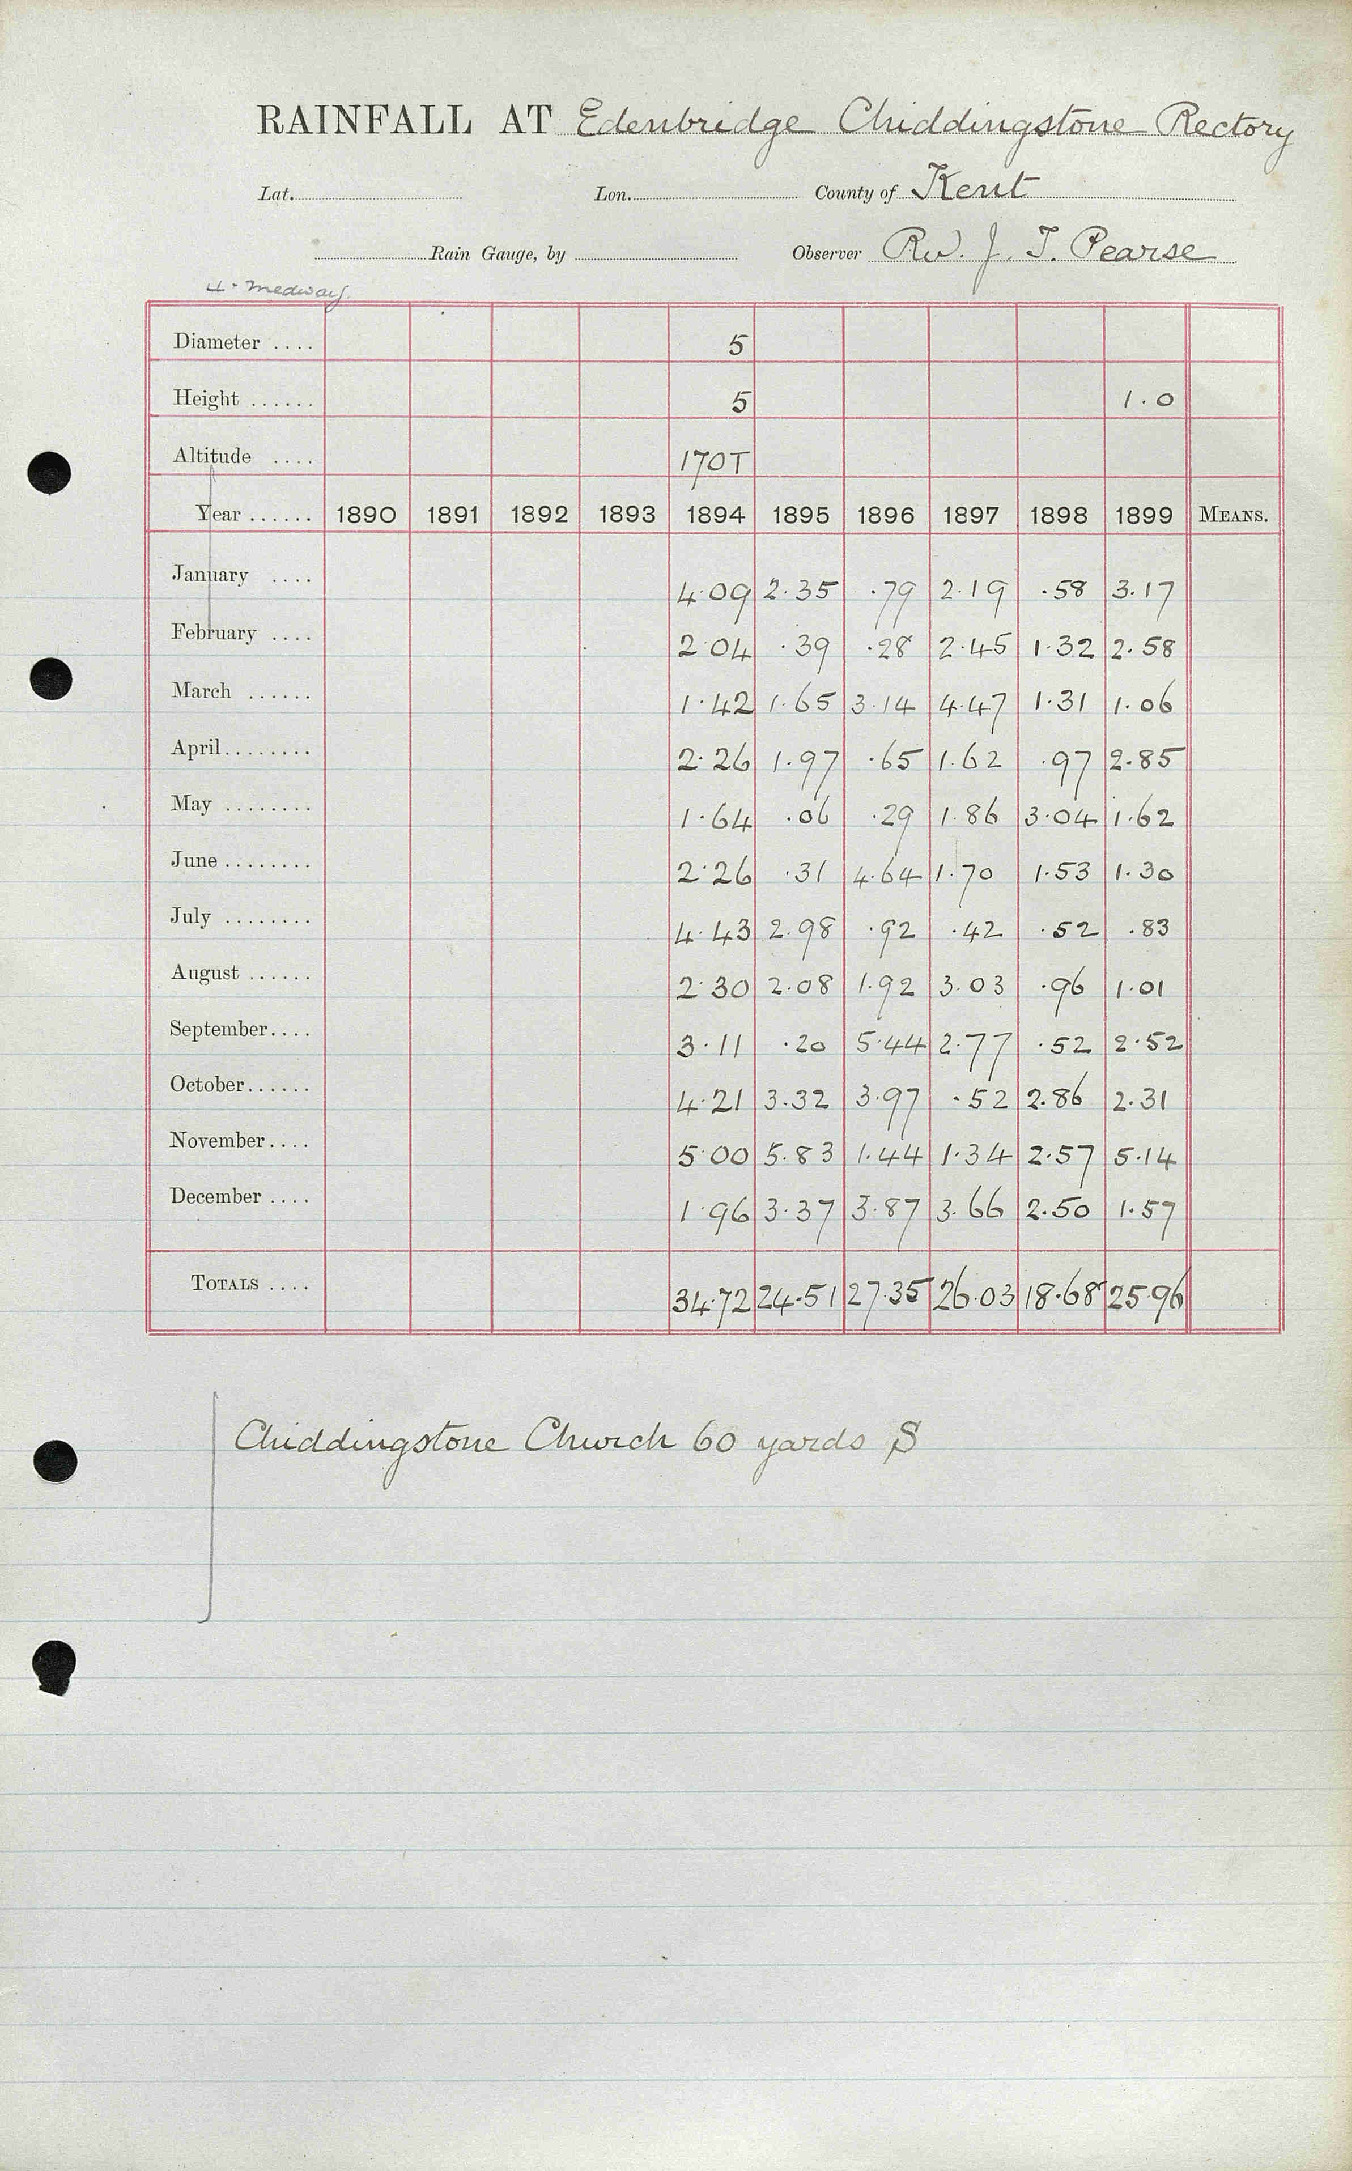 RAINFALL AT Edenbridge Chiddingstone Rectory
Lat. Lon. County of Kent
Rain Gauge, by Observer Rev. J. T. Pearse
4. Medway.
Diameter .... 5
Height ...... 5 1.0
Altitude .... 170T
Year ...... 1890 1891 1892 1893 1894 1895 1896 1897 1898 1899 MEANS.
January .... 4.09 2.35 .79 2.19 .58 3.17
February .... 2.04 .39 .28 2.45 1.32 2.58
March ...... 1.42 1.65 3.14 4.47 1.31 1.06
April........ 2.26 1.97 .65 1.62 .97 2.85
May ........ 1.64 .06 .29 1.86 3.04 1.62
June ........ 2.26 .31 4.64 1.70 1.53 1.30
July ........ 4.43 2.98 .92 .42 .52 .83
August ...... 2.30 2.08 1.92 3.03 .96 1.01
September.... 3.11 .20 5.44 2.77 .52 2.52
October...... 4.21 3.32 3.97 .52 2.86 2.31
November.... 5.00 5.83 1.44 1.34 2.57 5.14
December .... 1.96 3.37 3.87 3.66 2.50 1.57
TOTALS .... 34.72 24.51 27.35 26.03 18.68 25.96
Chiddingstone Church 60 yards S